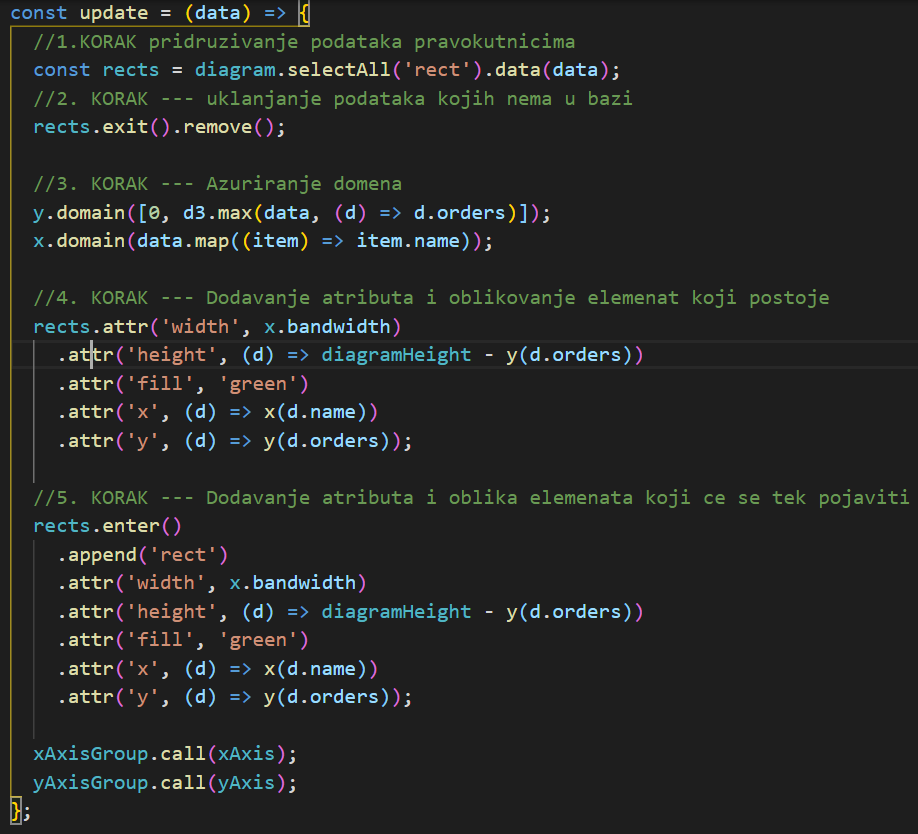 const update = (data) => {
//1.KORAK pridruzivanje podataka pravokutnicima
const rects = diagram.selectAll('rect').data(data);
//2. KORAK --- uklanjanje podataka kojih nema u bazi
rects.exit().remove();
//3. KORAK --- Azuriranje domena
y.domain([0, d3.max(data, (d) => d.orders)]);
x.domain(data.map((item) => item.name));
//4. KORAK --- Dodavanje atributa i oblikovanje elemenat koji postoje
rects.attr('width', x.bandwidth)
.attr('height', (d) => diagramHeight - y(d.orders))
.attr('fill', 'green')
.attr('x', (d) => x(d.name))
.attr('y', (d) => y(d.orders));
//5. KORAK --- Dodavanje atributa i oblika elemenata koji ce se tek pojaviti
rects.enter()
.append('rect')
.attr('width', x.bandwidth)
.attr('height', (d) => diagramHeight - y(d.orders))
.attr('fill', 'green')
.attr('x', (d) => x(d.name))
.attr('y', (d) => y(d.orders));
xAxisGroup.call(xAxis);
yAxisGroup.call(yAxis);
};